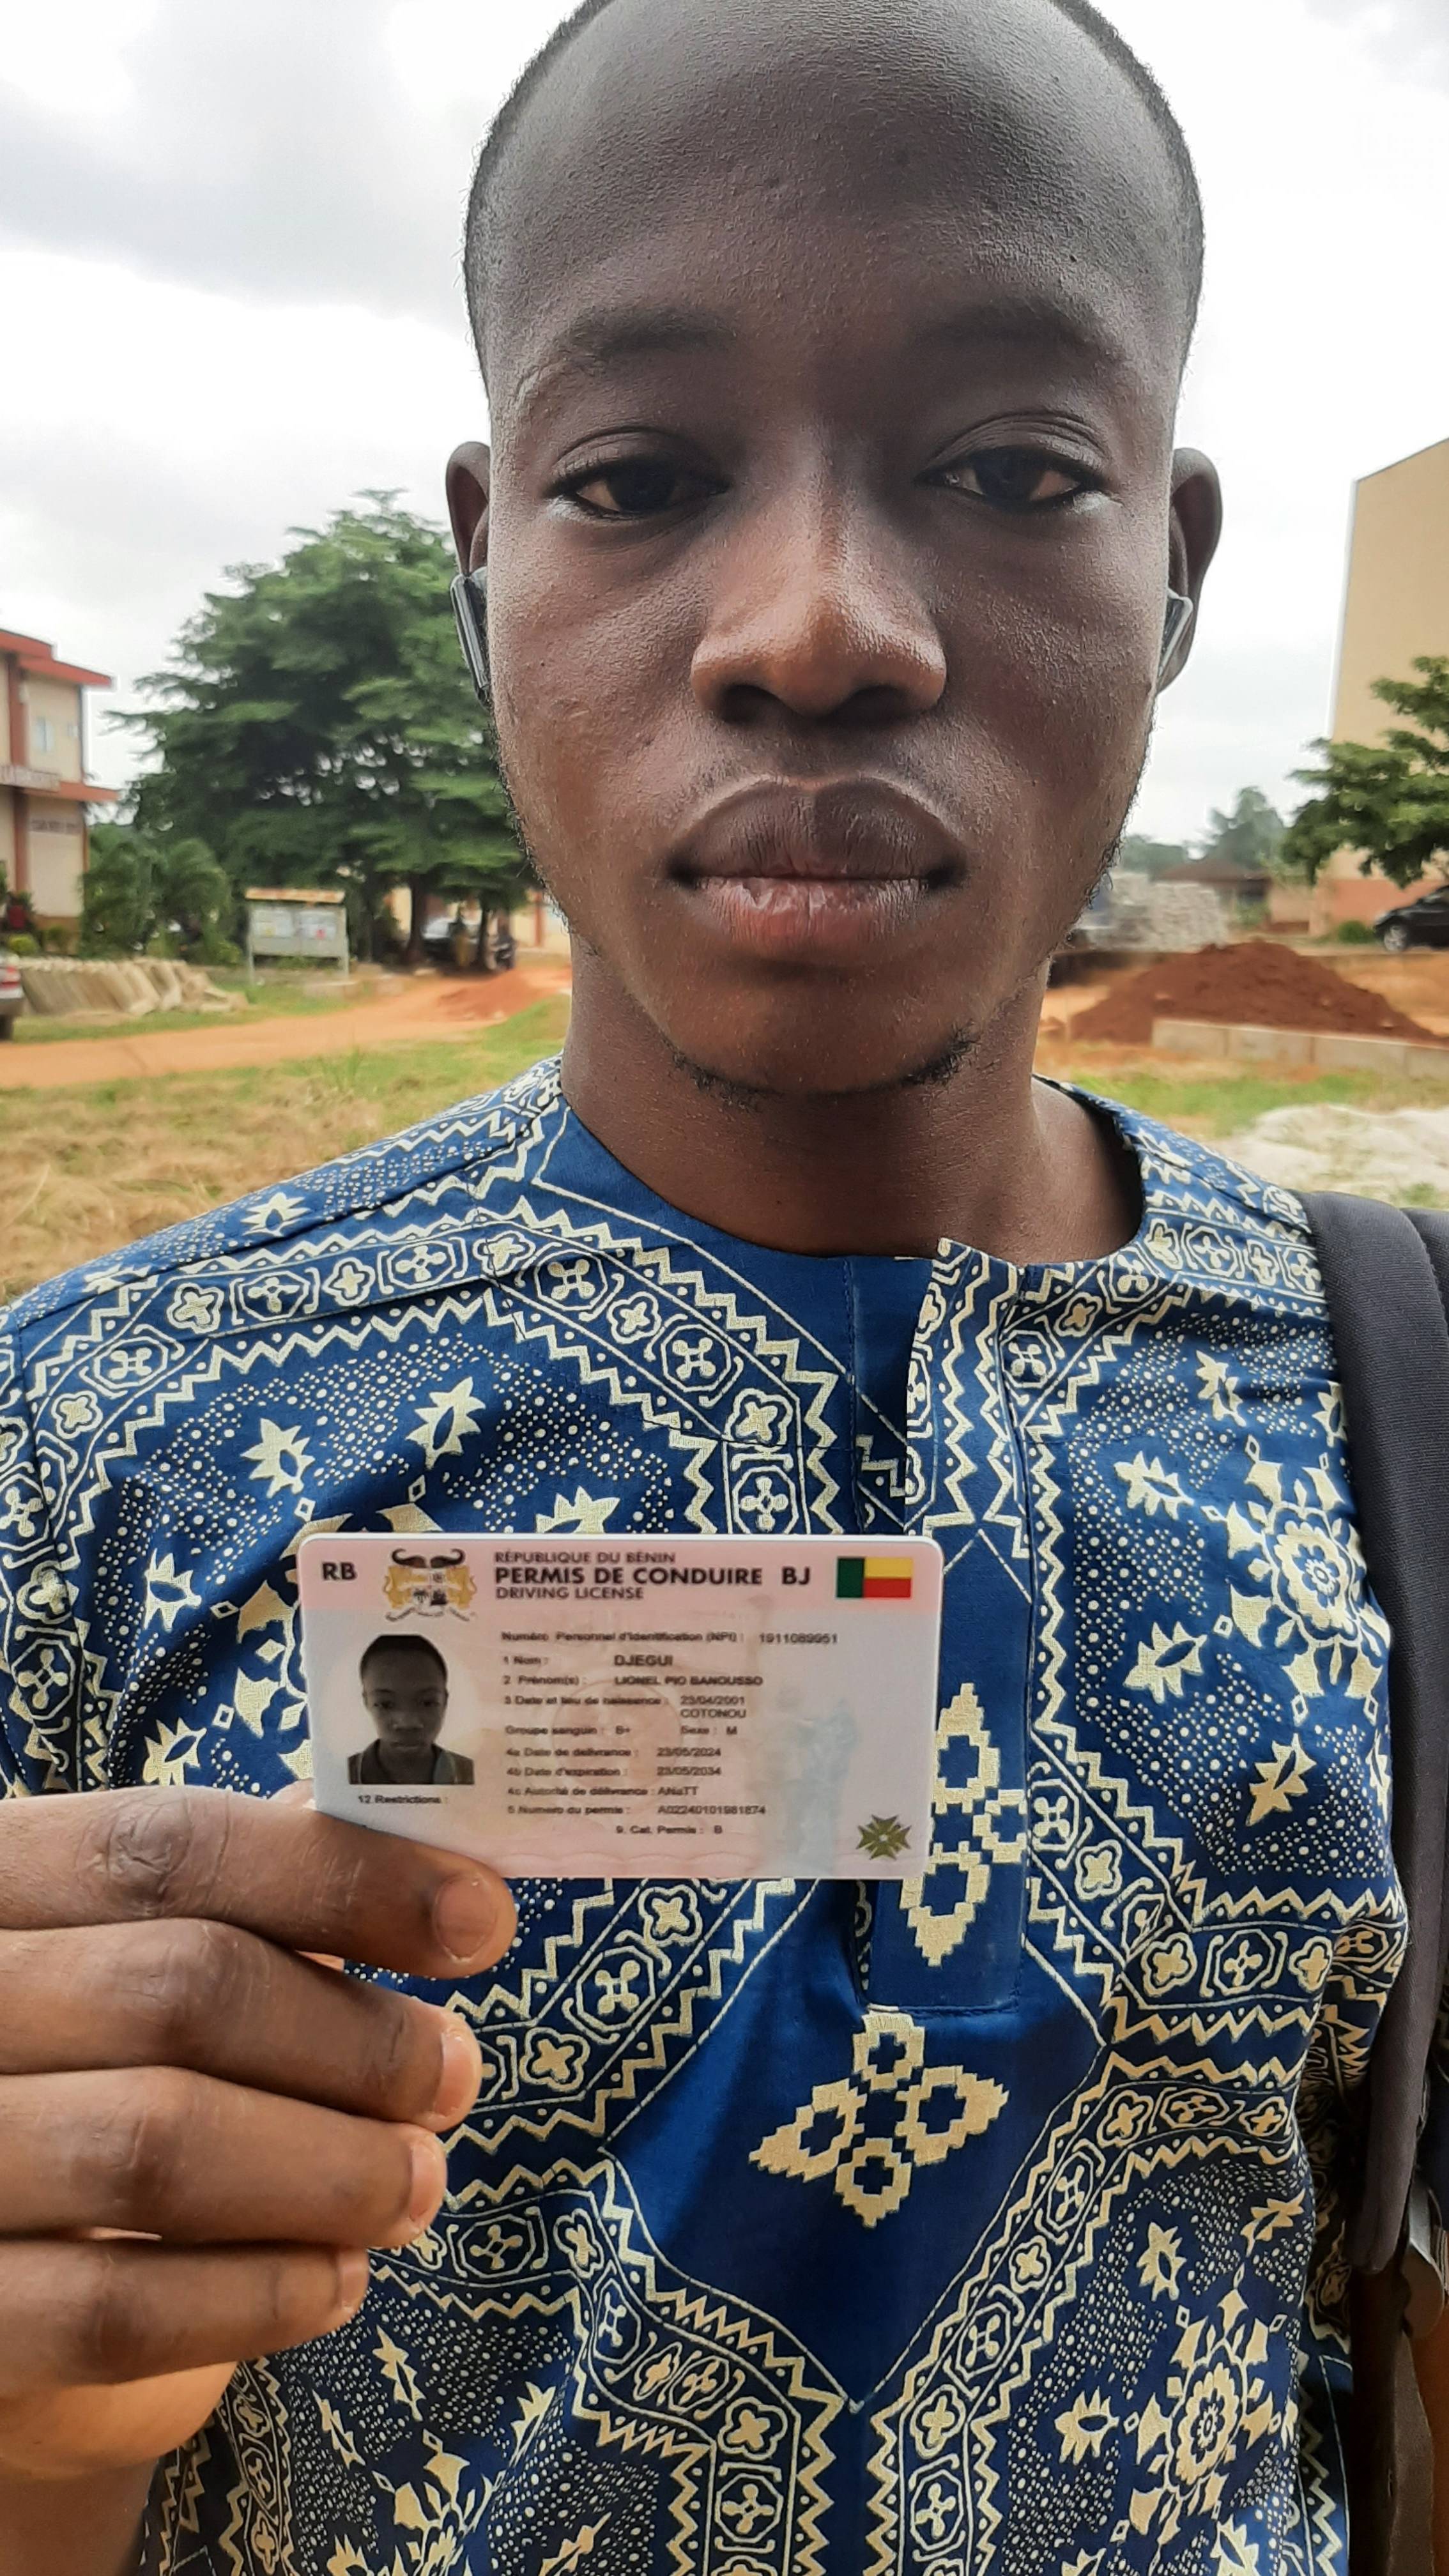 RB
RÉPUBLIQUE DU BÉNIN
PERMIS DE CONDUIRE BJ
DRIVING LICENSE
Numéro Personnel d'Identification (NPI) : 1911089951
1 Nom : DJEGUI
2 Prénom(s) : LIONEL PIO BANOUSSO
3 Date et lieu de naissance : 23/04/2001
COTONOU
Groupe sanguin : B+ Sexe : M
4a Date de délivrance : 23/05/2024
4b Date d'expiration : 23/05/2034
4c Autorité de délivrance : ANaTT
12 Restrictions :
5 Numero du permis : A02240101981874
9. Cat. Permis : B